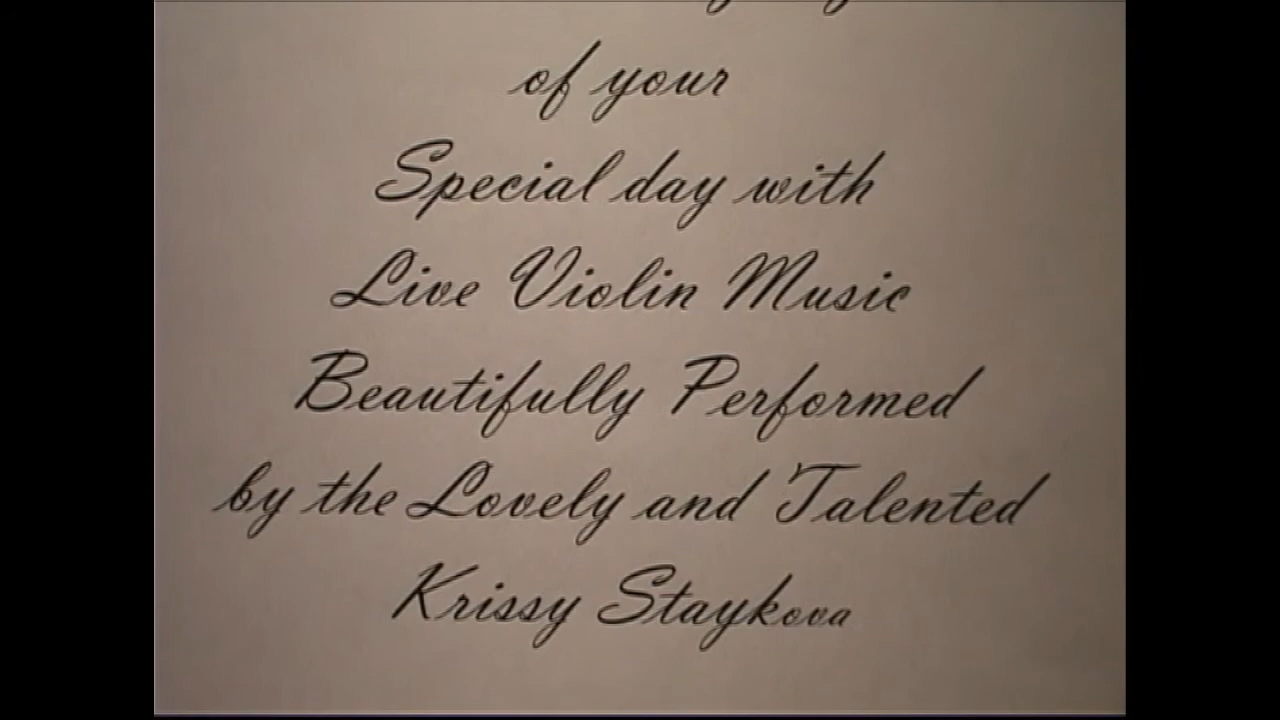 of your
Special day with
Live Violin Music
Beautifully Performed
by the Lovely and Talented
Krissy Staykova